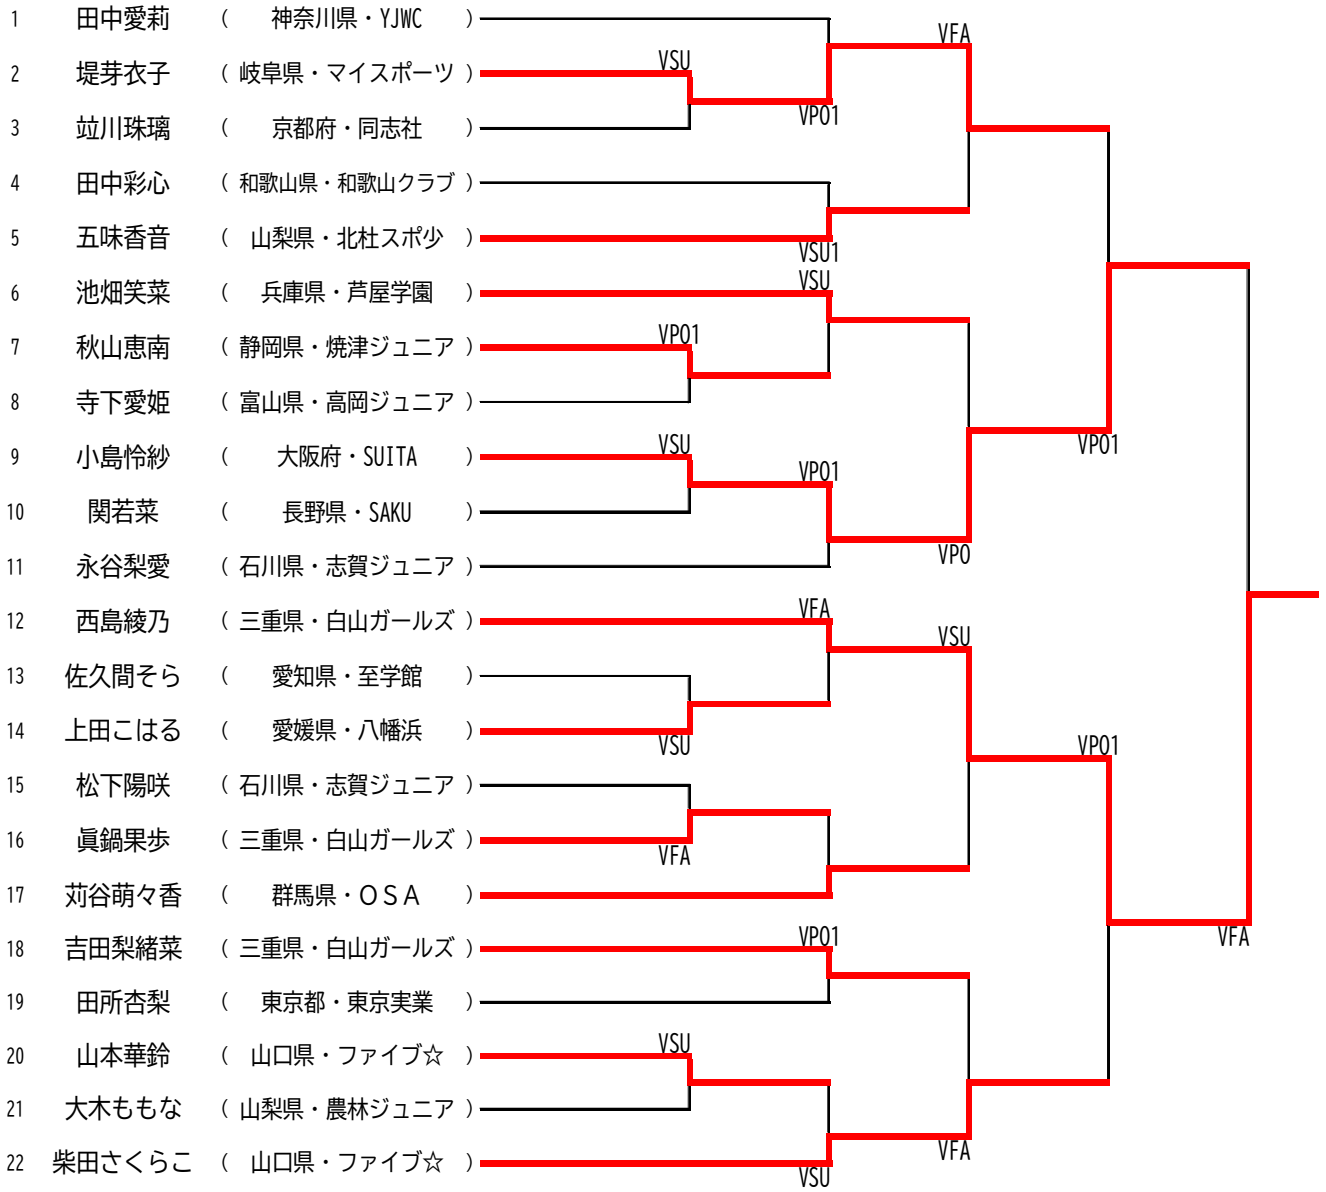 1 田中愛莉 ( 神奈川県・YJWC )
VFA
2 堤芽衣子 ( 岐阜県・マイスポーツ ) VSU
VPO1
3 竝川珠璃 ( 京都府・同志社 )
4 田中彩心 ( 和歌山県・和歌山クラブ )
5 五味香音 ( 山梨県・北杜スポ少 )
VSU1
VSU
6 池畑笑菜 ( 兵庫県・芦屋学園 )
7 秋山恵南 ( 静岡県・焼津ジュニア ) VPO1
8 寺下愛姫 ( 富山県・高岡ジュニア )
9 小島怜紗 ( 大阪府・SUITA ) VSU
VPO1
VPO1
10 関若菜 ( 長野県・SAKU )
VPO
11 永谷梨愛 ( 石川県・志賀ジュニア )
12 西島綾乃 ( 三重県・白山ガールズ ) VFA
VSU
13 佐久間そら ( 愛知県・至学館 )
14 上田こはる ( 愛媛県・八幡浜 )
VSU
VPO1
15 松下陽咲 ( 石川県・志賀ジュニア )
16 眞鍋果歩 ( 三重県・白山ガールズ )
VFA
17 苅谷萌々香 ( 群馬県・ＯＳＡ )
18 吉田梨緒菜 ( 三重県・白山ガールズ ) VPO1
VFA
19 田所杏梨 ( 東京都・東京実業 )
20 山本華鈴 ( 山口県・ファイブ☆ ) VSU
21 大木ももな ( 山梨県・農林ジュニア )
VFA
22 柴田さくらこ ( 山口県・ファイブ☆ )
VSU